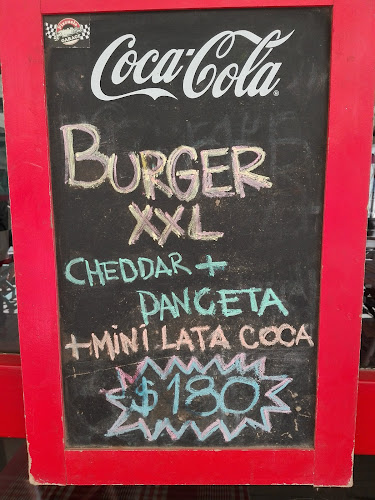 Coca-Cola
BURGER
XXL
CHEDDAR +
PANCETA
+MINI LATA COCA
$180